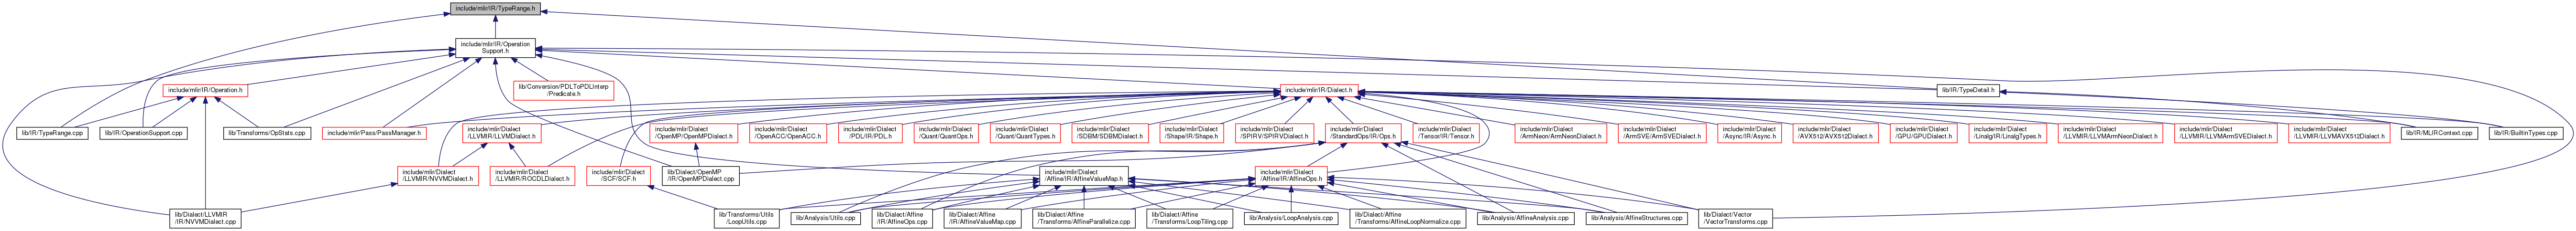 include/mlir/IR/TypeRange.h
include/mlir/IR/Operation
Support.h
include/mlir/IR/Operation.h
lib/Conversion/PDLToPDLInterp
/Predicate.h
include/mlir/IR/Dialect.h
lib/IR/TypeDetail.h
lib/IR/TypeRange.cpp
lib/IR/OperationSupport.cpp
lib/Transforms/OpStats.cpp
include/mlir/Pass/PassManager.h
include/mlir/Dialect
/LLVMIR/LLVMDialect.h
include/mlir/Dialect
/OpenMP/OpenMPDialect.h
include/mlir/Dialect
/OpenACC/OpenACC.h
include/mlir/Dialect
/PDL/IR/PDL.h
include/mlir/Dialect
/Quant/QuantOps.h
include/mlir/Dialect
/Quant/QuantTypes.h
include/mlir/Dialect
/SDBM/SDBMDialect.h
include/mlir/Dialect
/Shape/IR/Shape.h
include/mlir/Dialect
/SPIRV/SPIRVDialect.h
include/mlir/Dialect
/StandardOps/IR/Ops.h
include/mlir/Dialect
/Tensor/IR/Tensor.h
include/mlir/Dialect
/ArmNeon/ArmNeonDialect.h
include/mlir/Dialect
/ArmSVE/ArmSVEDialect.h
include/mlir/Dialect
/Async/IR/Async.h
include/mlir/Dialect
/AVX512/AVX512Dialect.h
include/mlir/Dialect
/GPU/GPUDialect.h
include/mlir/Dialect
/Linalg/IR/LinalgTypes.h
include/mlir/Dialect
/LLVMIR/LLVMArmNeonDialect.h
include/mlir/Dialect
/LLVMIR/LLVMArmSVEDialect.h
include/mlir/Dialect
/LLVMIR/LLVMAVX512Dialect.h
lib/IR/MLIRContext.cpp
lib/IR/BuiltinTypes.cpp
include/mlir/Dialect
/LLVMIR/NVVMDialect.h
include/mlir/Dialect
/LLVMIR/ROCDLDialect.h
include/mlir/Dialect
/SCF/SCF.h
lib/Dialect/OpenMP
/IR/OpenMPDialect.cpp
include/mlir/Dialect
/Affine/IR/AffineValueMap.h
include/mlir/Dialect
/Affine/IR/AffineOps.h
lib/Dialect/LLVMIR
/IR/NVVMDialect.cpp
lib/Transforms/Utils
/LoopUtils.cpp
lib/Analysis/Utils.cpp
lib/Dialect/Affine
/IR/AffineOps.cpp
lib/Dialect/Affine
/IR/AffineValueMap.cpp
lib/Dialect/Affine
/Transforms/AffineParallelize.cpp
lib/Dialect/Affine
/Transforms/LoopTiling.cpp
lib/Analysis/LoopAnalysis.cpp
lib/Dialect/Affine
/Transforms/AffineLoopNormalize.cpp
lib/Analysis/AffineAnalysis.cpp
lib/Analysis/AffineStructures.cpp
lib/Dialect/Vector
/VectorTransforms.cpp